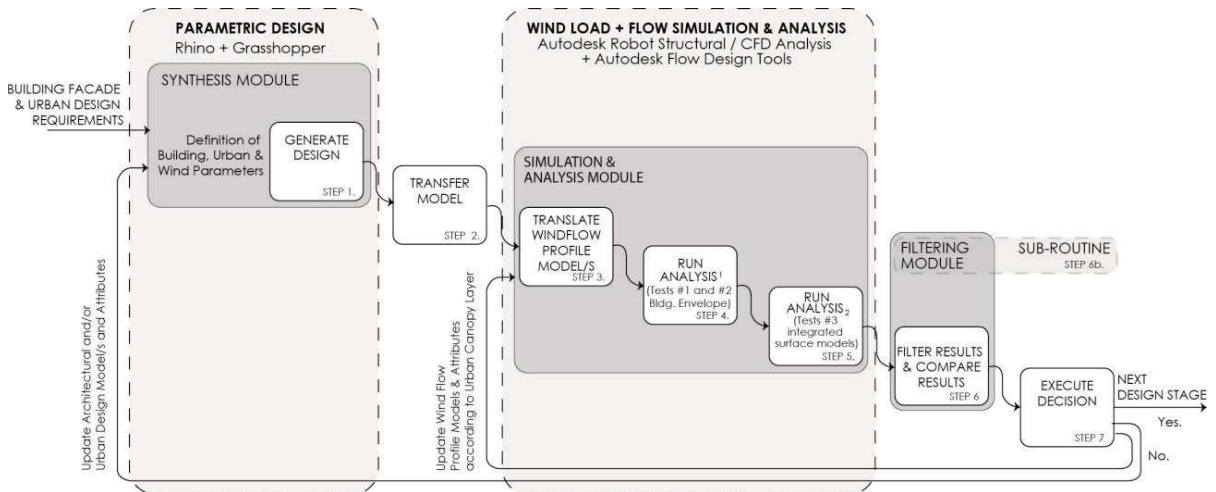 PARAMETRIC DESIGN
Rhino + Grasshopper
SYNTHESIS MODULE
BUILDING FACADE
& URBAN DESIGN
REQUIREMENTS
Definition of
Building, Urban &
Wind Parameters
GENERATE
DESIGN
STEP 1.
TRANSFER
MODEL
STEP 2.
WIND LOAD + FLOW SIMULATION & ANALYSIS
Autodesk Robot Structural / CFD Analysis
+ Autodesk Flow Design Tools
SIMULATION &
ANALYSIS MODULE
TRANSLATE
WINDFLOW
PROFILE
MODEL/S
STEP 3.
RUN
ANALYSIS¹
(Tests #1 and #2
Bldg. Envelope)
STEP 4.
RUN
ANALYSIS₂
(Tests #3
integrated
surface models)
STEP 5.
FILTERING
MODULE
SUB-ROUTINE
STEP 6b.
FILTER RESULTS
& COMPARE
RESULTS
STEP 6
EXECUTE
DECISION
STEP 7
NEXT
DESIGN STAGE
Yes.
No.
Update Architectural and/or
Urban Design Model/s and Attributes
Update Wind Flow
Profile Models & Attributes
according to Urban Canopy Layer